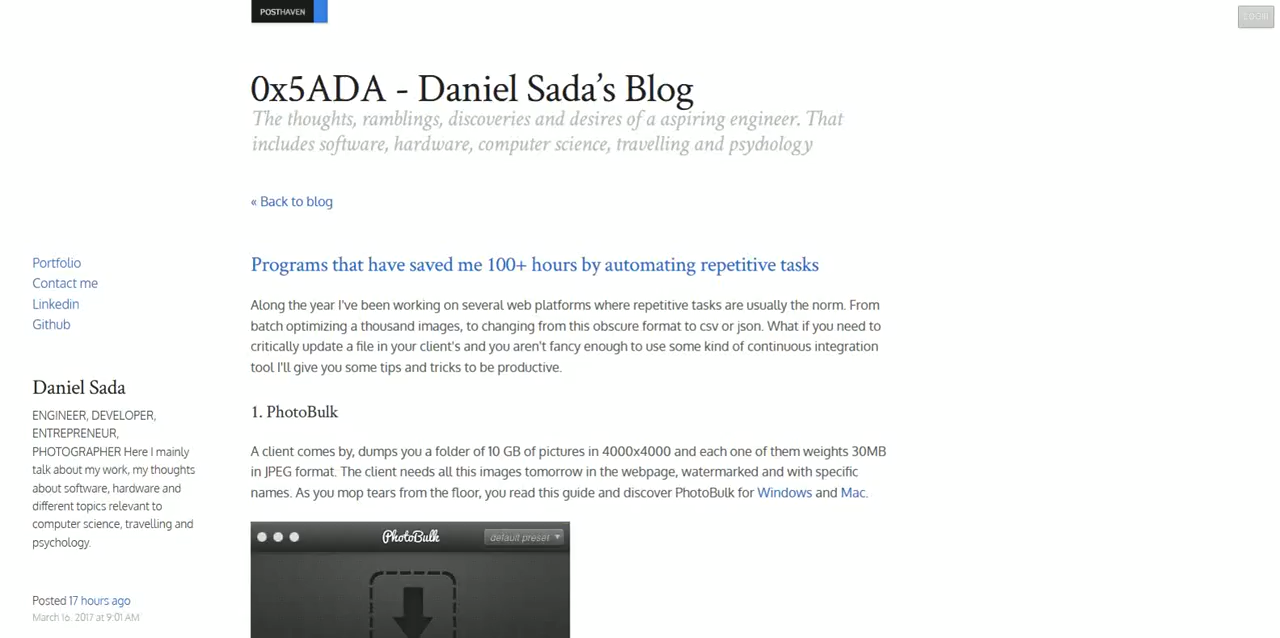 POSTHAVEN
LOGIN
0x5ADA - Daniel Sada's Blog
The thoughts, ramblings, discoveries and desires of a aspiring engineer. That
includes software, hardware, computer science, travelling and psychology
« Back to blog
Portfolio
Contact me
Linkedin
Github
Daniel Sada
ENGINEER, DEVELOPER,
ENTREPRENEUR,
PHOTOGRAPHER Here I mainly
talk about my work, my thoughts
about software, hardware and
different topics relevant to
computer science, travelling and
psychology.
Posted 17 hours ago
March 16, 2017 at 9:01 AM
Programs that have saved me 100+ hours by automating repetitive tasks
Along the year I've been working on several web platforms where repetitive tasks are usually the norm. From
batch optimizing a thousand images, to changing from this obscure format to csv or json. What if you need to
critically update a file in your client's and you aren't fancy enough to use some kind of continuous integration
tool I'll give you some tips and tricks to be productive.
1. PhotoBulk
A client comes by, dumps you a folder of 10 GB of pictures in 4000x4000 and each one of them weights 30MB
in JPEG format. The client needs all this images tomorrow in the webpage, watermarked and with specific
names. As you mop tears from the floor, you read this guide and discover PhotoBulk for Windows and Mac.
PhotoBulk
default preset